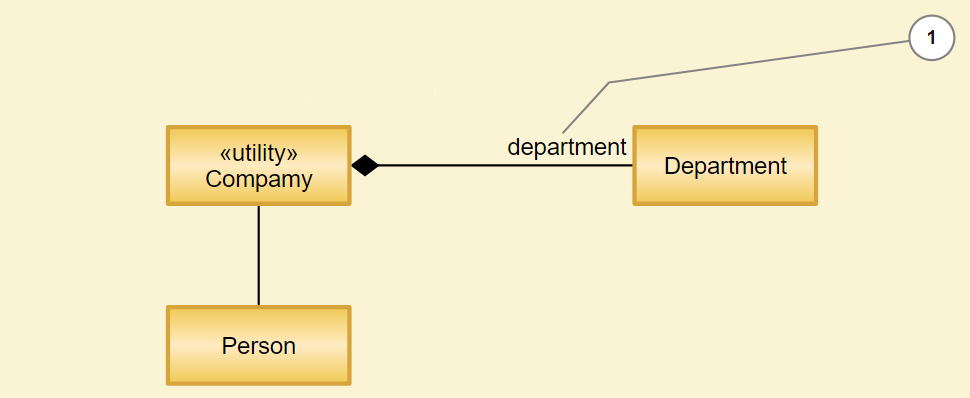 1
department
«utility»
Compamy
Department
Person